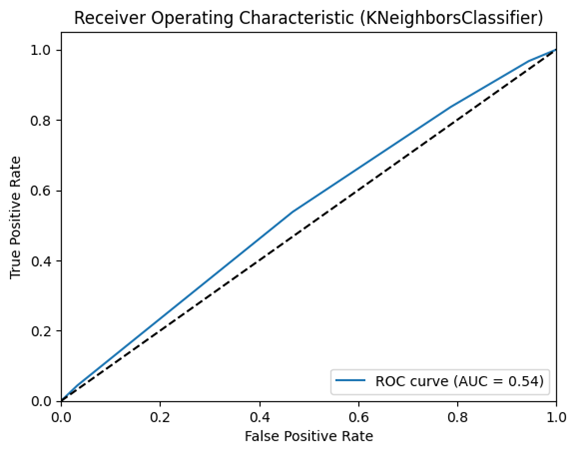 Receiver Operating Characteristic (KNeighborsClassifier)
1.0
0.8
0.6
0.4
0.2
0.0
True Positive Rate
ROC curve (AUC = 0.54)
0.0 0.2 0.4 0.6 0.8 1.0
False Positive Rate